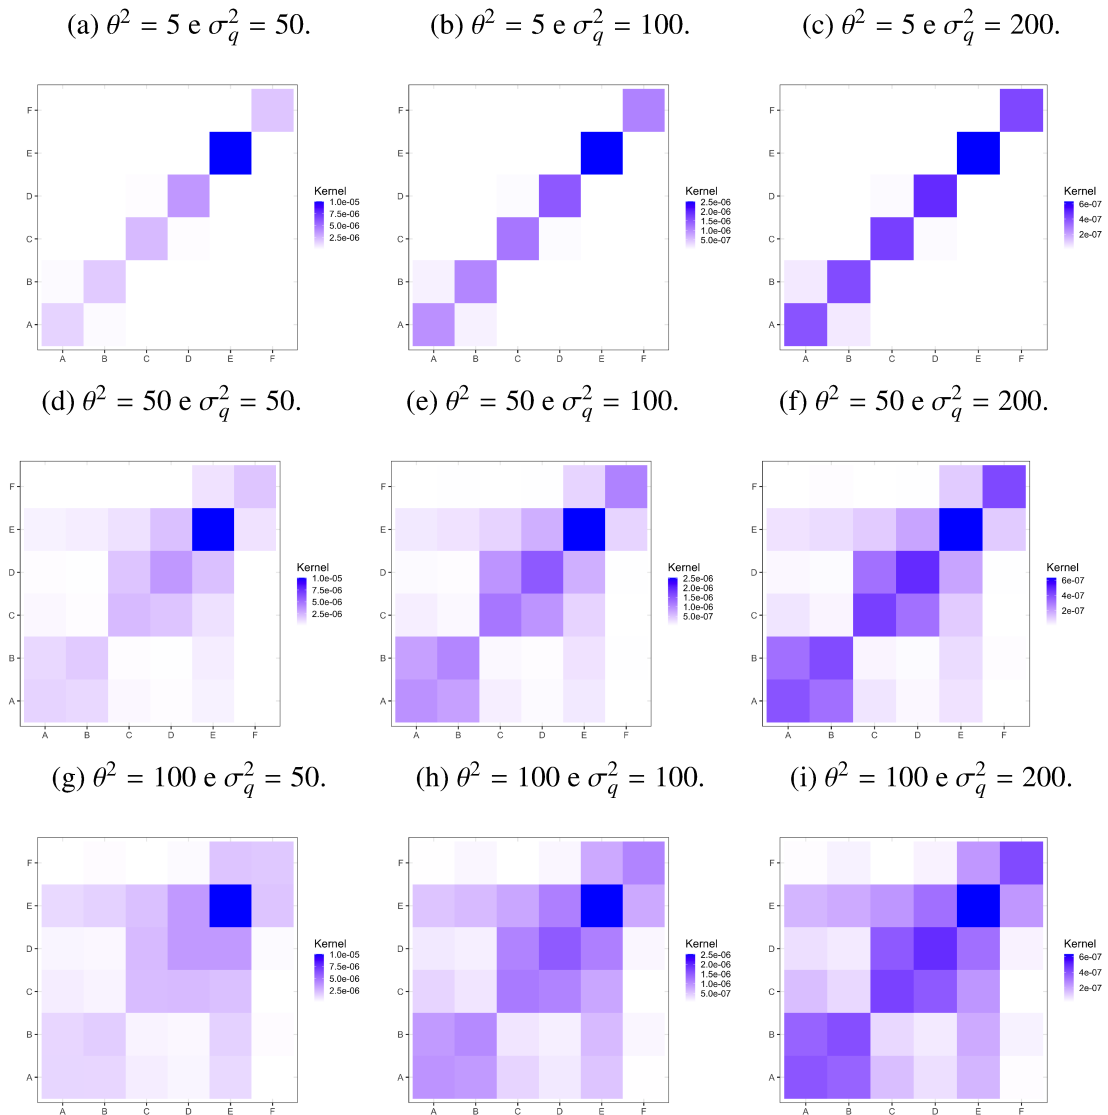 (a) θ² = 5 e σ²_q = 50. (b) θ² = 5 e σ²_q = 100. (c) θ² = 5 e σ²_q = 200.
F
E
D
C
B
A
A B C D E F
Kernel
1.0e-05
7.5e-06
5.0e-06
2.5e-06
F
E
D
C
B
A
A B C D E F
Kernel
2.5e-06
2.0e-06
1.5e-06
1.0e-06
5.0e-07
F
E
D
C
B
A
A B C D E F
Kernel
6e-07
4e-07
2e-07
(d) θ² = 50 e σ²_q = 50. (e) θ² = 50 e σ²_q = 100. (f) θ² = 50 e σ²_q = 200.
F
E
D
C
B
A
A B C D E F
Kernel
1.0e-05
7.5e-06
5.0e-06
2.5e-06
F
E
D
C
B
A
A B C D E F
Kernel
2.5e-06
2.0e-06
1.5e-06
1.0e-06
5.0e-07
F
E
D
C
B
A
A B C D E F
Kernel
6e-07
4e-07
2e-07
(g) θ² = 100 e σ²_q = 50. (h) θ² = 100 e σ²_q = 100. (i) θ² = 100 e σ²_q = 200.
F
E
D
C
B
A
A B C D E F
Kernel
1.0e-05
7.5e-06
5.0e-06
2.5e-06
F
E
D
C
B
A
A B C D E F
Kernel
2.5e-06
2.0e-06
1.5e-06
1.0e-06
5.0e-07
F
E
D
C
B
A
A B C D E F
Kernel
6e-07
4e-07
2e-07